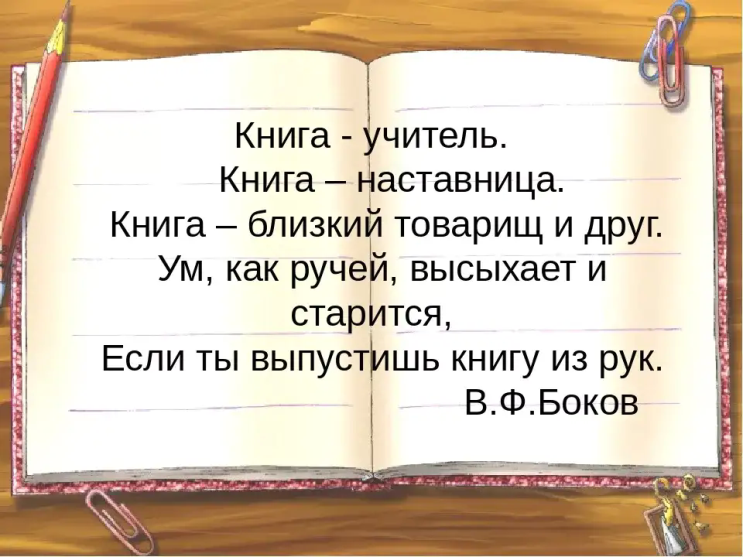 Книга - учитель.
Книга – наставница.
Книга – близкий товарищ и друг.
Ум, как ручей, высыхает и
старится,
Если ты выпустишь книгу из рук.
В.Ф.Боков